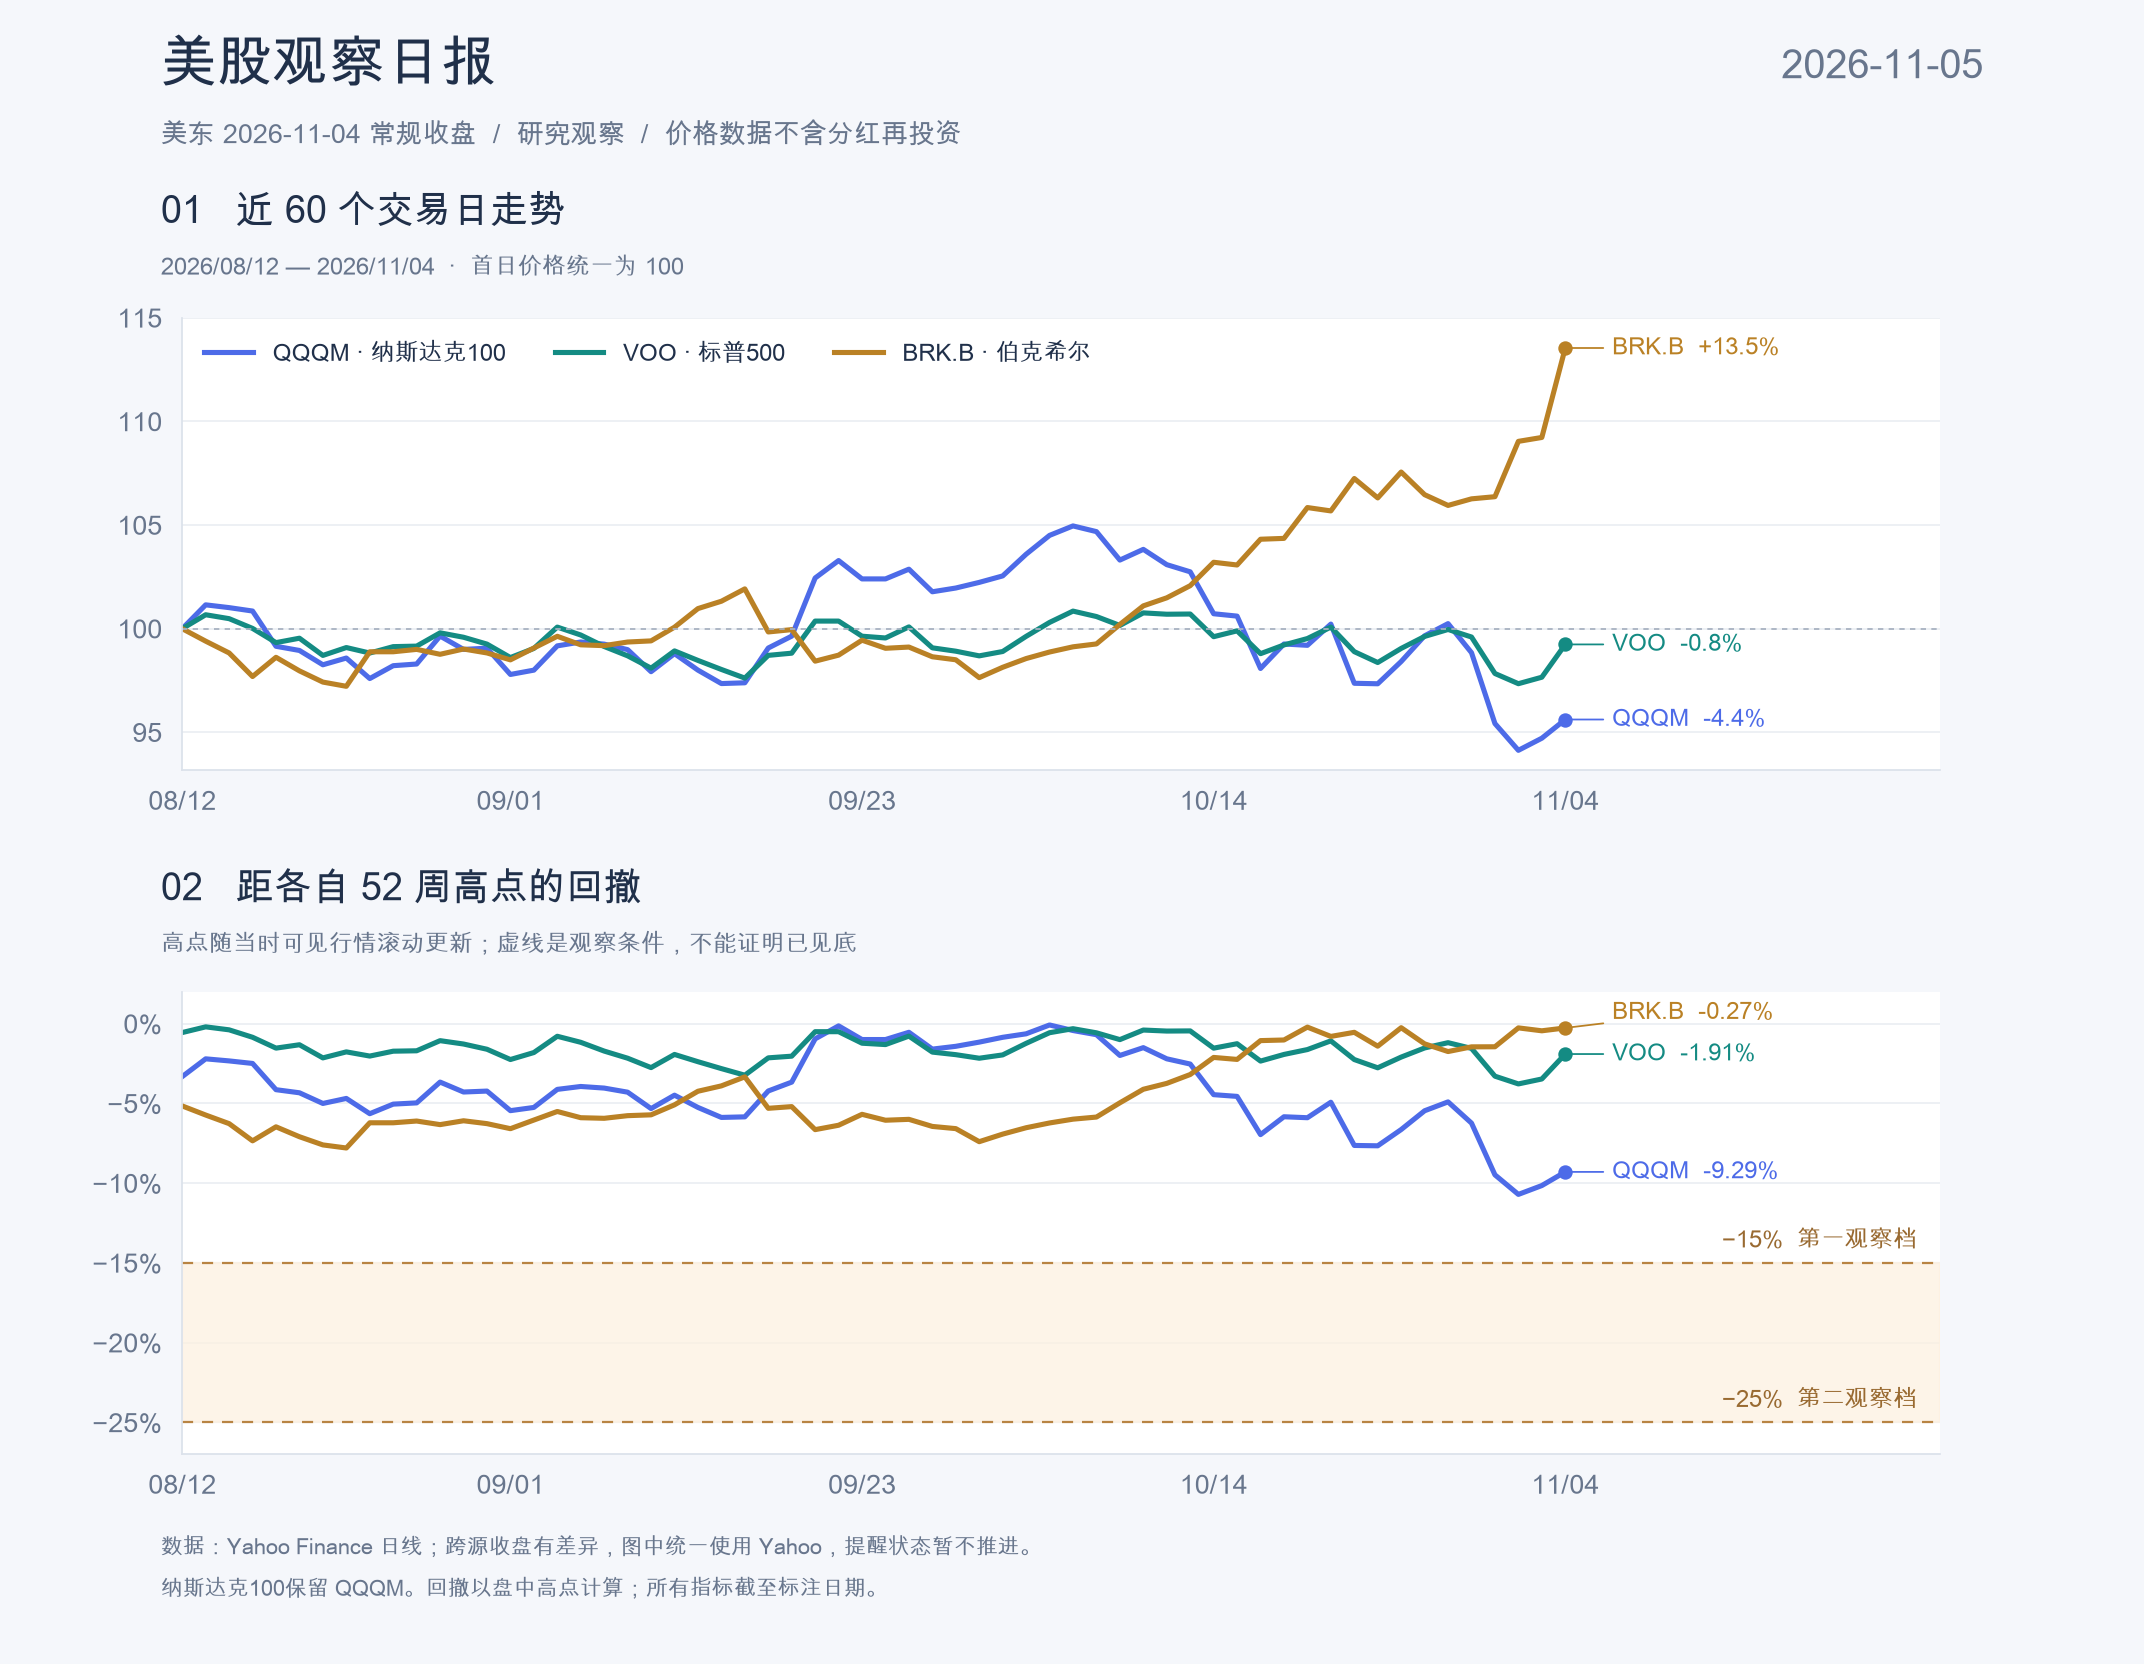 美股观察日报
2026-11-05
美东 2026-11-04 常规收盘 / 研究观察 / 价格数据不含分红再投资
01 近 60 个交易日走势
2026/08/12 — 2026/11/04 · 首日价格统一为 100
115
QQQM · 纳斯达克100
VOO · 标普500
BRK.B · 伯克希尔
BRK.B +13.5%
110
105
100
VOO -0.8%
QQQM -4.4%
95
08/12
09/01
09/23
10/14
11/04
02 距各自 52 周高点的回撤
高点随当时可见行情滚动更新；虚线是观察条件，不能证明已见底
BRK.B -0.27%
0%
VOO -1.91%
−5%
QQQM -9.29%
−10%
−15% 第一观察档
−15%
−20%
−25% 第二观察档
−25%
08/12
09/01
09/23
10/14
11/04
数据：Yahoo Finance 日线；跨源收盘有差异，图中统一使用 Yahoo，提醒状态暂不推进。
纳斯达克100保留 QQQM。回撤以盘中高点计算；所有指标截至标注日期。